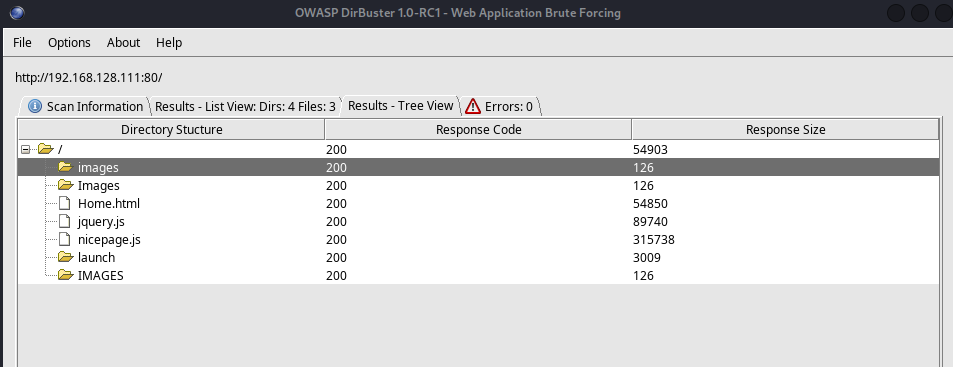 OWASP DirBuster 1.0-RC1 - Web Application Brute Forcing
File Options About Help
http://192.168.128.111:80/
Scan Information Results - List View: Dirs: 4 Files: 3 Results - Tree View Errors: 0
Directory Stucture Response Code Response Size
/ 200 54903
images 200 126
Images 200 126
Home.html 200 54850
jquery.js 200 89740
nicepage.js 200 315738
launch 200 3009
IMAGES 200 126